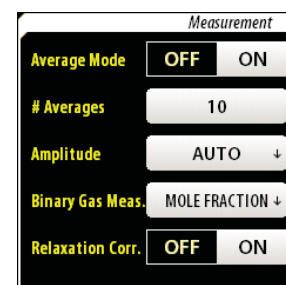 Measurement
Average Mode OFF ON
# Averages 10
Amplitude AUTO ↓
Binary Gas Meas. MOLE FRACTION ↓
Relaxation Corr. OFF ON